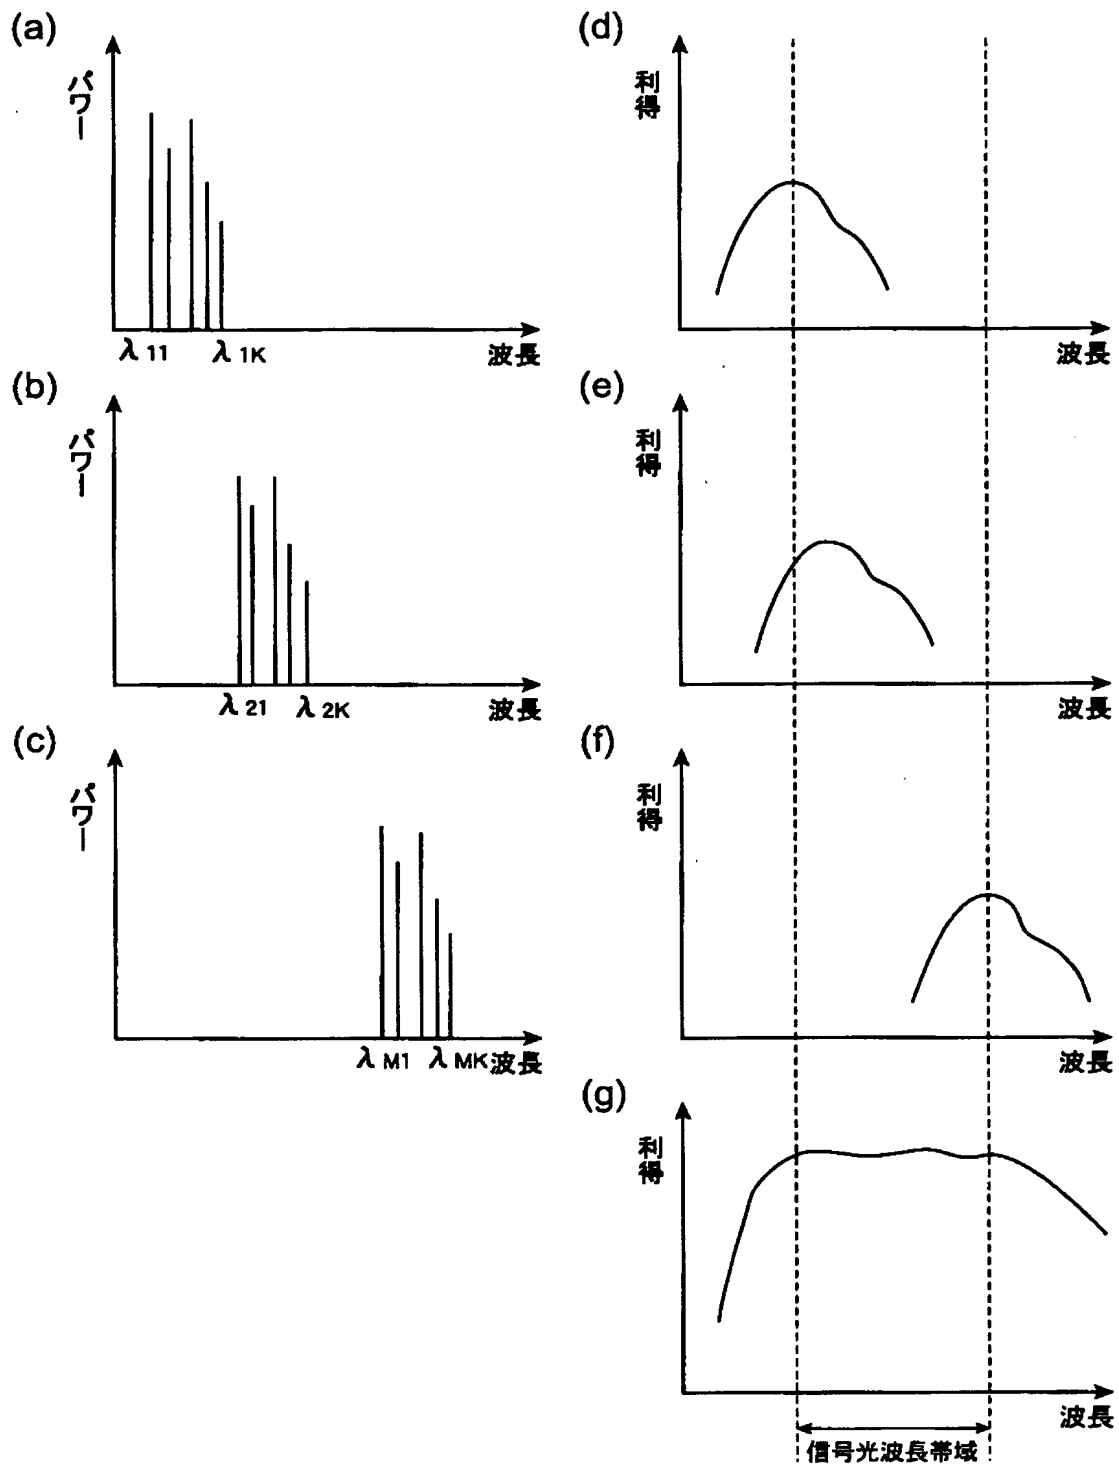 (a)
パワー
λ11
λ1K
波長
(b)
パワー
λ21
λ2K
波長
(c)
パワー
λM1
λMK
波長
(d)
利得
波長
(e)
利得
波長
(f)
利得
波長
(g)
利得
波長
信号光波長帯域